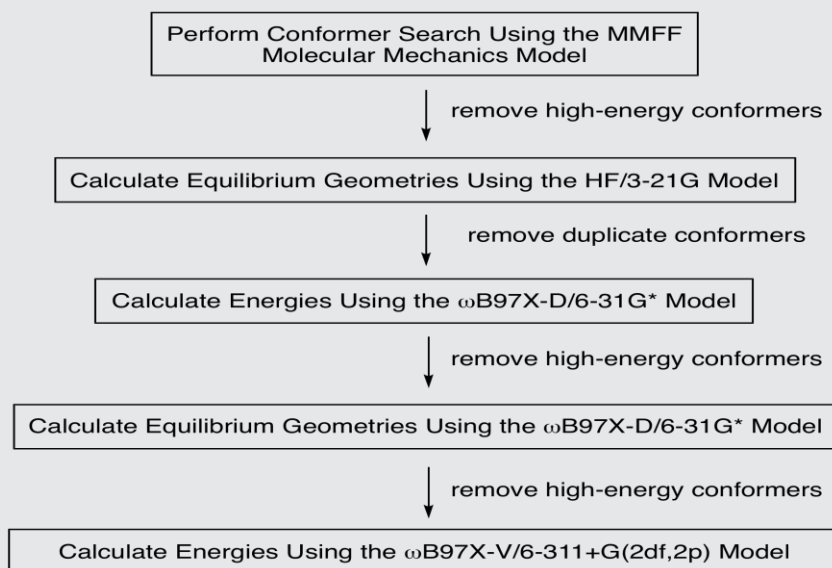 Perform Conformer Search Using the MMFF
Molecular Mechanics Model
remove high-energy conformers
Calculate Equilibrium Geometries Using the HF/3-21G Model
remove duplicate conformers
Calculate Energies Using the ωB97X-D/6-31G* Model
remove high-energy conformers
Calculate Equilibrium Geometries Using the ωB97X-D/6-31G* Model
remove high-energy conformers
Calculate Energies Using the ωB97X-V/6-311+G(2df,2p) Model